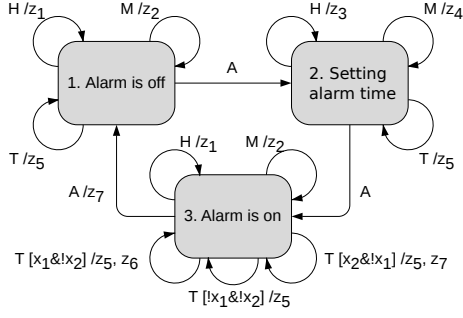 H /z1
M /z2
H /z3
M /z4
A
1. Alarm is off
2. Setting
alarm time
T /z5
T /z5
H /z1
M /z2
A /z7
A
3. Alarm is on
T [x1&!x2] /z5, z6
T [x2&!x1] /z5, z7
T [!x1&!x2] /z5